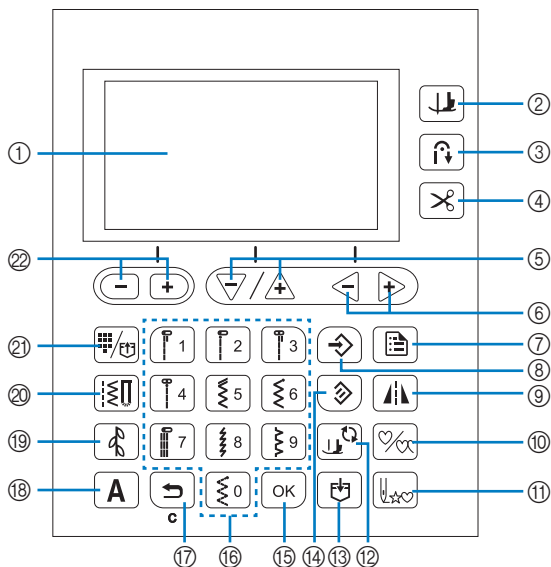 ①
②
③
④
㉒ − + − / + ⑤
− + ⑥
㉑ 1 2 3 ⑦
⑧
⑳ 4 5 6 ⑨
⑲ 7 8 9 ⑩
⑱ A 0 OK ⑪
C
⑰ ⑯ ⑮ ⑭ ⑬ ⑫